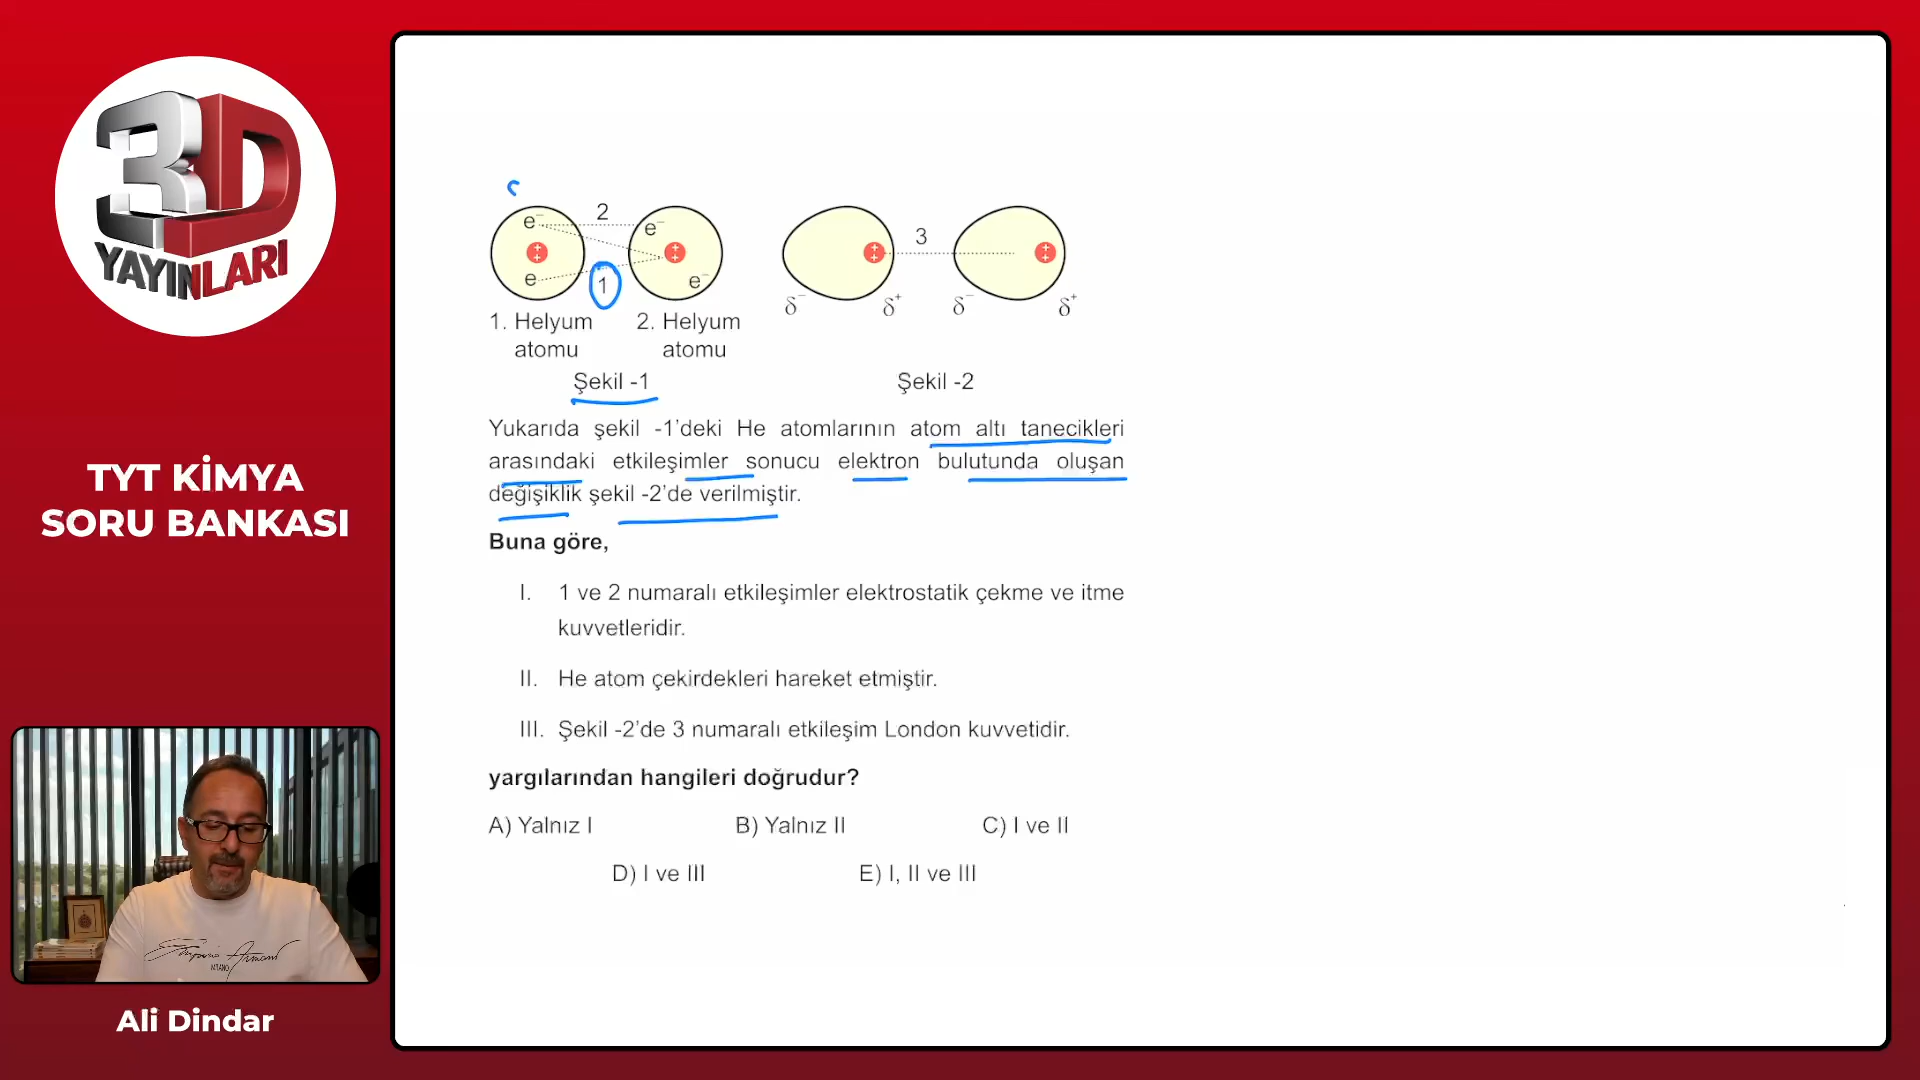 3D
YAYINLARI
TYT KİMYA
SORU BANKASI
Ali Dindar
e⁻ 2 e⁻
3
e 1 e⁻
δ⁻ δ⁺ δ⁻ δ⁺
1. Helyum 2. Helyum
atomu atomu
Şekil -1 Şekil -2
Yukarıda şekil -1’deki He atomlarının atom altı tanecikleri
arasındaki etkileşimler sonucu elektron bulutunda oluşan
değişiklik şekil -2’de verilmiştir.
Buna göre,
I. 1 ve 2 numaralı etkileşimler elektrostatik çekme ve itme
kuvvetleridir.
II. He atom çekirdekleri hareket etmiştir.
III. Şekil -2’de 3 numaralı etkileşim London kuvvetidir.
yargılarından hangileri doğrudur?
A) Yalnız I B) Yalnız II C) I ve II
D) I ve III E) I, II ve III